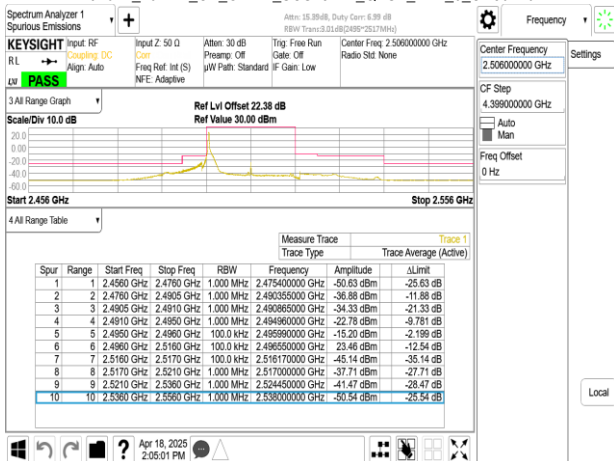 Spectrum Analyzer 1
Spurious Emissions
Attn: 15.39dB, Duty Corr: 6.99 dB
RBW Trans:3.01dB(2495~2517MHz)
Frequency
KEYSIGHT
RL
PASS
Input: RF
Coupling: DC
Align: Auto
Input Z: 50 Ω
Corr
Freq Ref: Int (S)
NFE: Adaptive
Atten: 30 dB
Preamp: Off
µW Path: Standard
Trig: Free Run
Gate: Off
IF Gain: Low
Center Freq: 2.506000000 GHz
Radio Std: None
Center Frequency
2.506000000 GHz
Settings
CF Step
4.399000000 GHz
Auto
Man
Freq Offset
0 Hz
Local
3 All Range Graph
Scale/Div 10.0 dB
Ref Lvl Offset 22.38 dB
Ref Value 30.00 dBm
20.0
0.00
-20.0
-40.0
-60.0
Start 2.456 GHz
Stop 2.556 GHz
4 All Range Table
Measure Trace Trace 1
Trace Type Trace Average (Active)
Spur Range Start Freq Stop Freq RBW Frequency Amplitude ΔLimit
1 1 2.4560 GHz 2.4760 GHz 1.000 MHz 2.475400000 GHz -50.63 dBm -25.63 dB
2 2 2.4760 GHz 2.4905 GHz 1.000 MHz 2.490355000 GHz -36.88 dBm -11.88 dB
3 3 2.4905 GHz 2.4910 GHz 1.000 MHz 2.490865000 GHz -34.33 dBm -21.33 dB
4 4 2.4910 GHz 2.4950 GHz 1.000 MHz 2.494960000 GHz -22.78 dBm -9.781 dB
5 5 2.4950 GHz 2.4960 GHz 100.0 kHz 2.495990000 GHz -15.20 dBm -2.199 dB
6 6 2.4960 GHz 2.5160 GHz 100.0 kHz 2.496550000 GHz 23.46 dBm -12.54 dB
7 7 2.5160 GHz 2.5170 GHz 100.0 kHz 2.516170000 GHz -45.14 dBm -35.14 dB
8 8 2.5170 GHz 2.5210 GHz 1.000 MHz 2.517000000 GHz -37.71 dBm -27.71 dB
9 9 2.5210 GHz 2.5360 GHz 1.000 MHz 2.524450000 GHz -41.47 dBm -28.47 dB
10 10 2.5360 GHz 2.5560 GHz 1.000 MHz 2.538000000 GHz -50.54 dBm -25.54 dB
Apr 18, 2025
2:05:01 PM